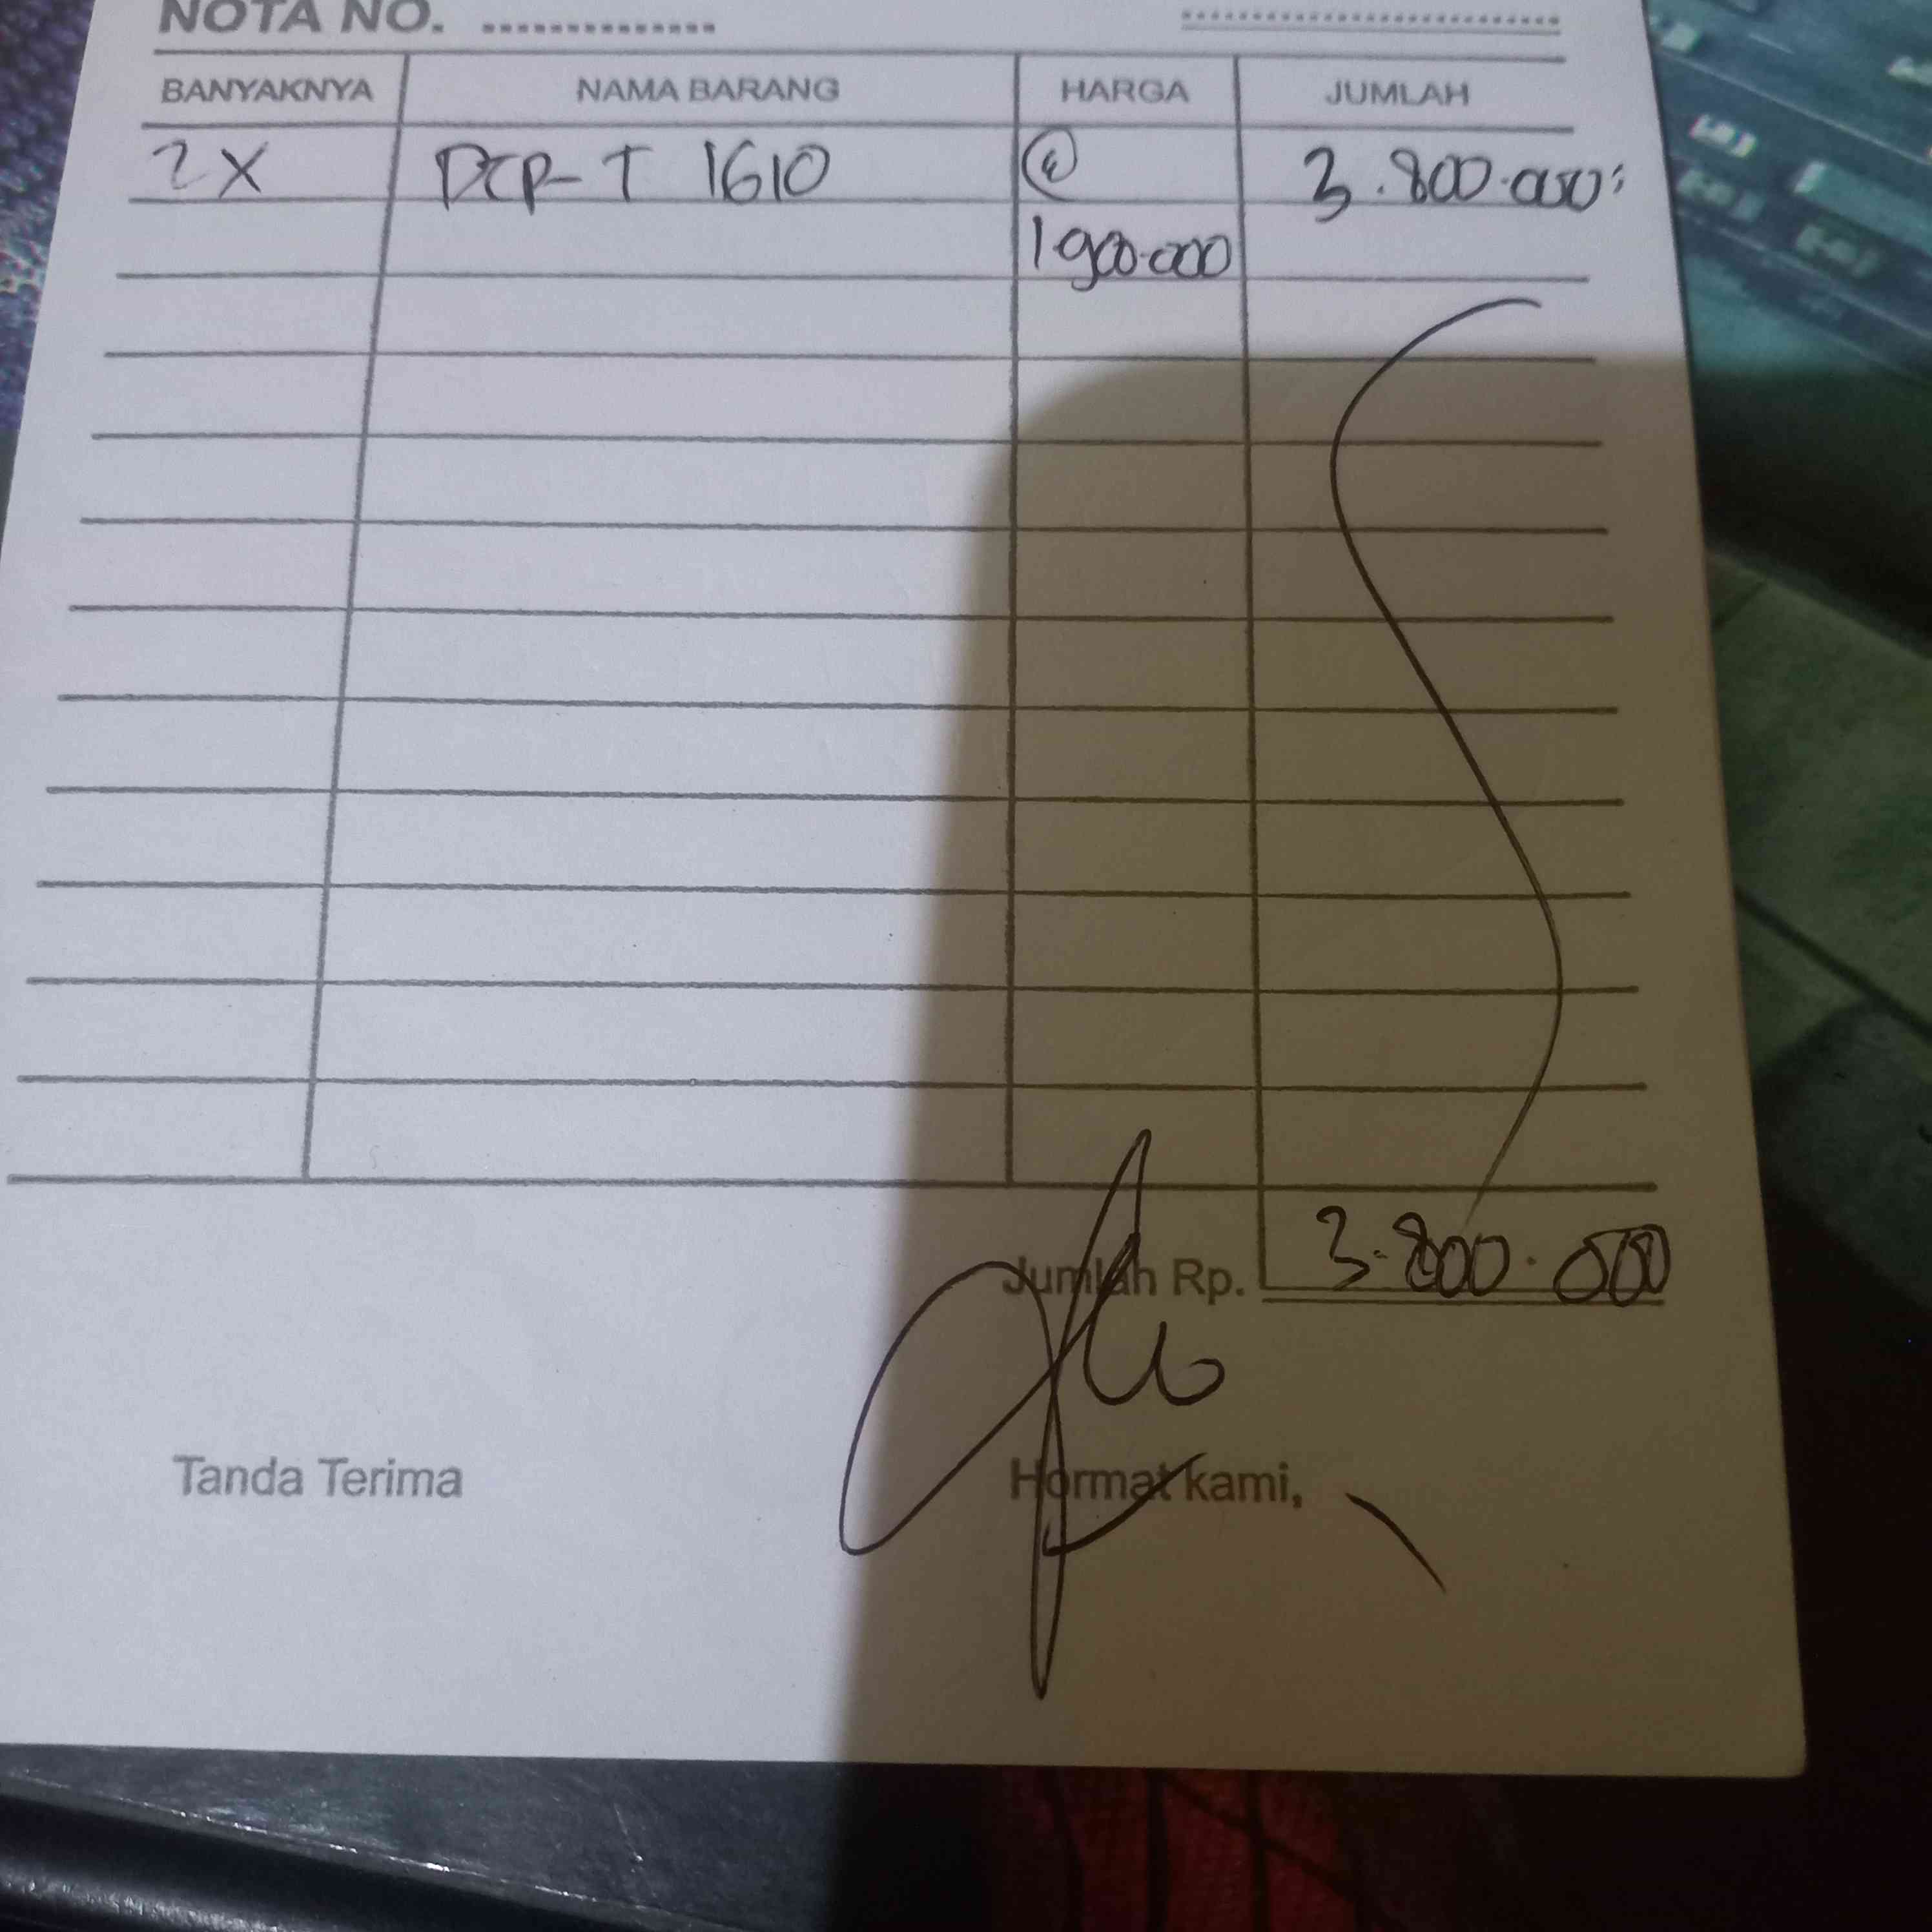 NOTA NO. ..............
BANYAKNYA NAMA BARANG HARGA JUMLAH
2X DCP-T 1610 @ 3.800.000:
1.900.000
Jumlah Rp. 3.800.000
Tanda Terima Hormat kami,